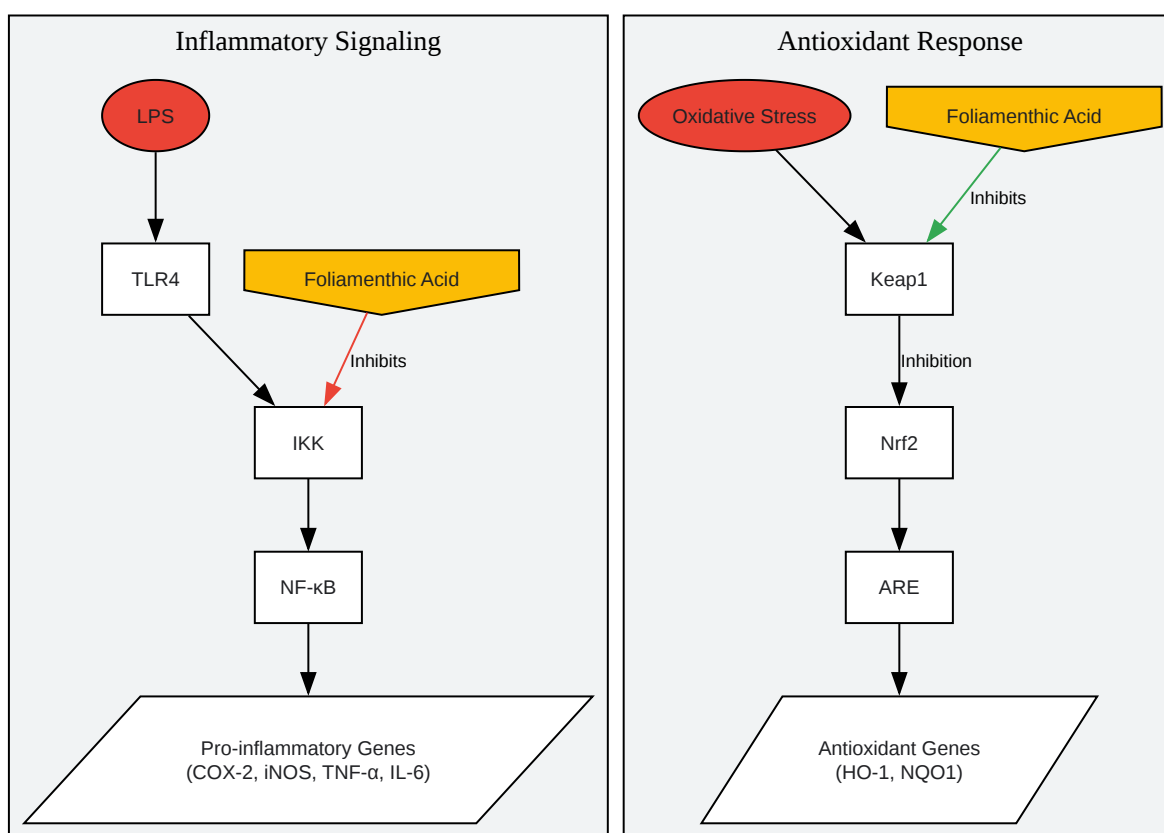 Inflammatory Signaling
LPS
TLR4
Foliamenthic Acid
Inhibits
IKK
NF-κB
Pro-inflammatory Genes
(COX-2, iNOS, TNF-α, IL-6)
Antioxidant Response
Oxidative Stress
Foliamenthic Acid
Inhibits
Keap1
Inhibition
Nrf2
ARE
Antioxidant Genes
(HO-1, NQO1)